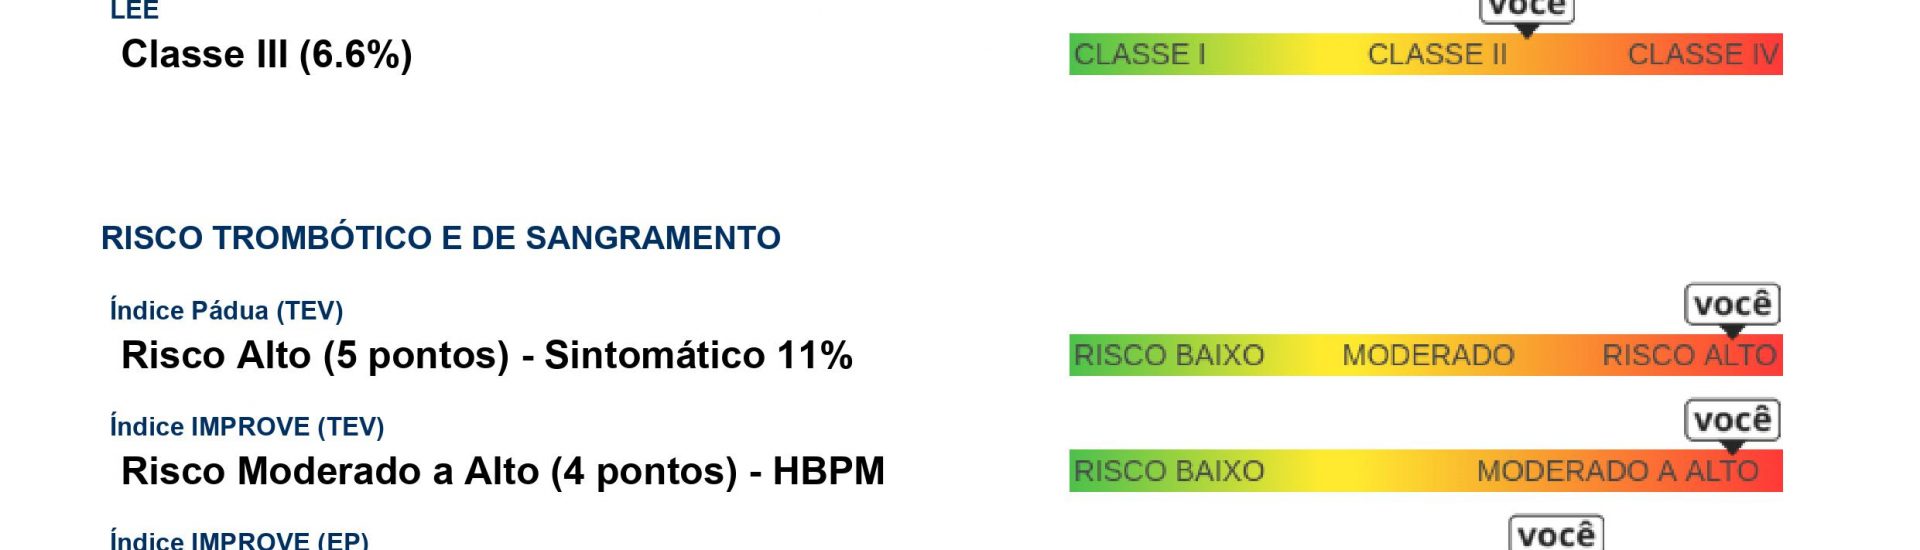 LEE
você
Classe III (6.6%)
CLASSE I CLASSE II CLASSE IV
RISCO TROMBÓTICO E DE SANGRAMENTO
Índice Pádua (TEV)
você
Risco Alto (5 pontos) - Sintomático 11%
RISCO BAIXO MODERADO RISCO ALTO
Índice IMPROVE (TEV)
você
Risco Moderado a Alto (4 pontos) - HBPM
RISCO BAIXO MODERADO A ALTO
Índice IMPROVE (EP)
você